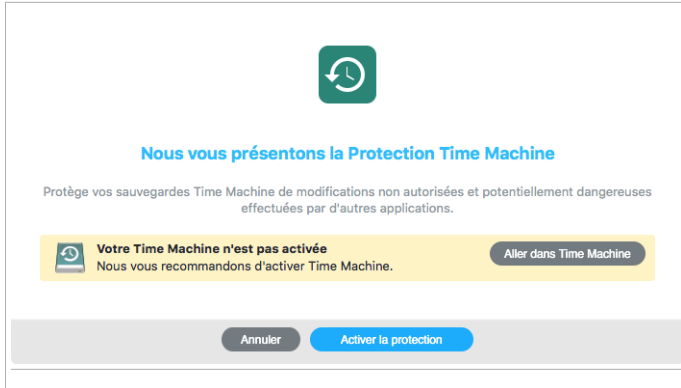 Nous vous présentons la Protection Time Machine
Protège vos sauvegardes Time Machine de modifications non autorisées et potentiellement dangereuses
effectuées par d'autres applications.
Votre Time Machine n'est pas activée
Nous vous recommandons d'activer Time Machine.
Aller dans Time Machine
Annuler
Activer la protection